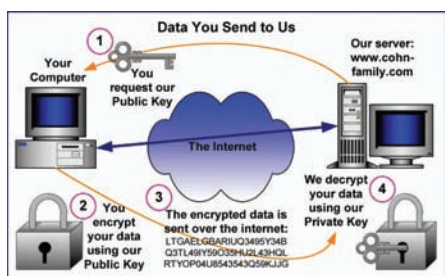 Data You Send to Us
1
Your
Computer
You
request our
Public Key
Our server:
www.cohn-
family.com
The Internet
2
You
encrypt
your data
using our
Public Key
3
The encrypted data is
sent over the internet:
LTGAELGBARIUQ3495Y34B
Q3TL49IY59O35HU2L43HQL
RTYOP04U8543543Q59KJJG
We decrypt
your data
using our
Private Key
4